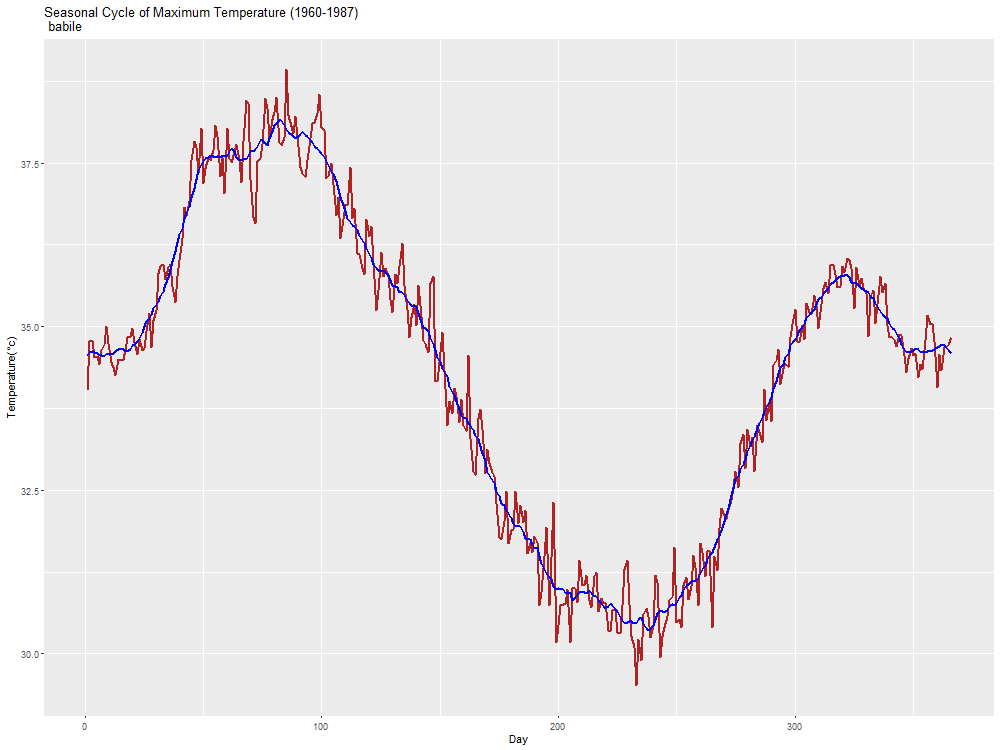 Seasonal Cycle of Maximum Temperature (1960-1987)
babile
Temperature(°c)
37.5
35.0
32.5
30.0
0
100
200
300
Day